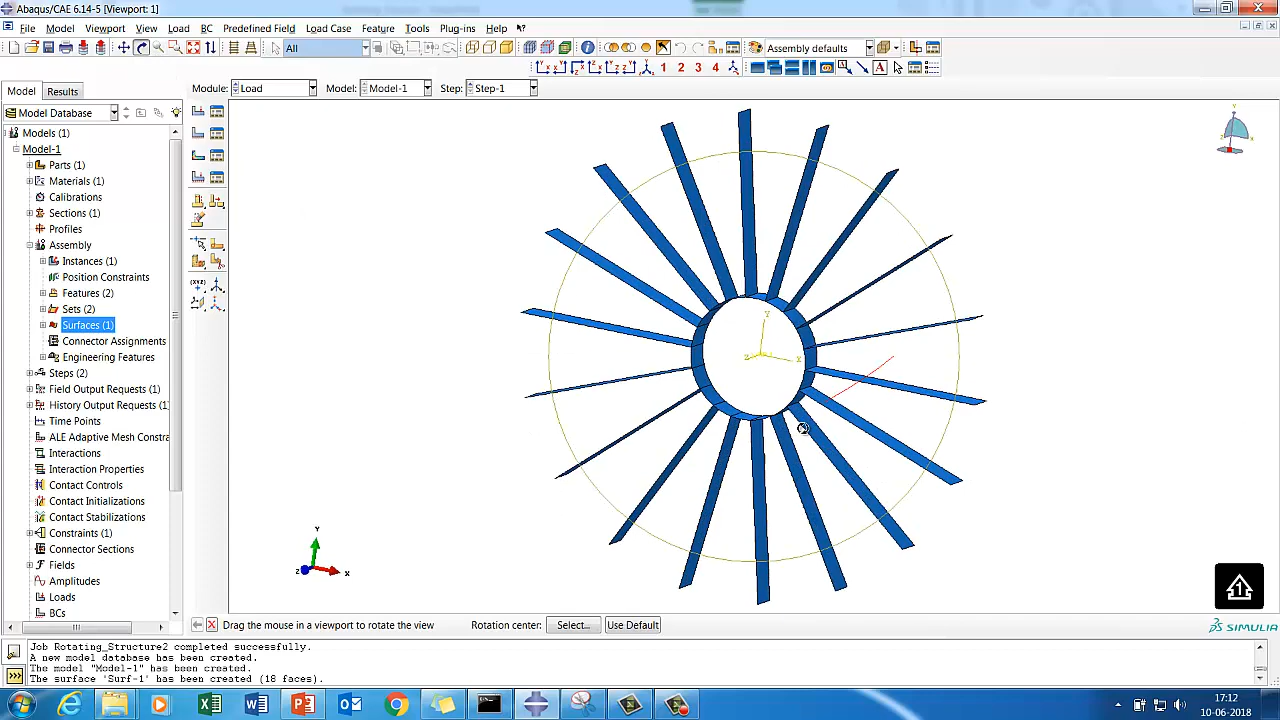 Abaqus/CAE 6.14-5 [Viewport: 1]
File Model Viewport View Load BC Predefined Field Load Case Feature Tools Plug-ins Help
All
Assembly defaults
1 2 3 4
Model Results
Module: Load Model: Model-1 Step: Step-1
Model Database
Models (1)
Model-1
Parts (1)
Materials (1)
Calibrations
Sections (1)
Profiles
Assembly
Instances (1)
Position Constraints
Features (2)
Sets (2)
Surfaces (1)
Connector Assignments
Engineering Features
Steps (2)
Field Output Requests (1)
History Output Requests (1)
Time Points
ALE Adaptive Mesh Constra
Interactions
Interaction Properties
Contact Controls
Contact Initializations
Contact Stabilizations
Constraints (1)
Connector Sections
Fields
Amplitudes
Loads
BCs
Y
Z X
Y
Z X
Drag the mouse in a viewport to rotate the view Rotation center: Select... Use Default
SIMULIA
Job Rotating_Structure2 completed successfully.
A new model database has been created.
The model "Model-1" has been created.
The surface 'Surf-1' has been created (18 faces).
17:12
10-06-2018